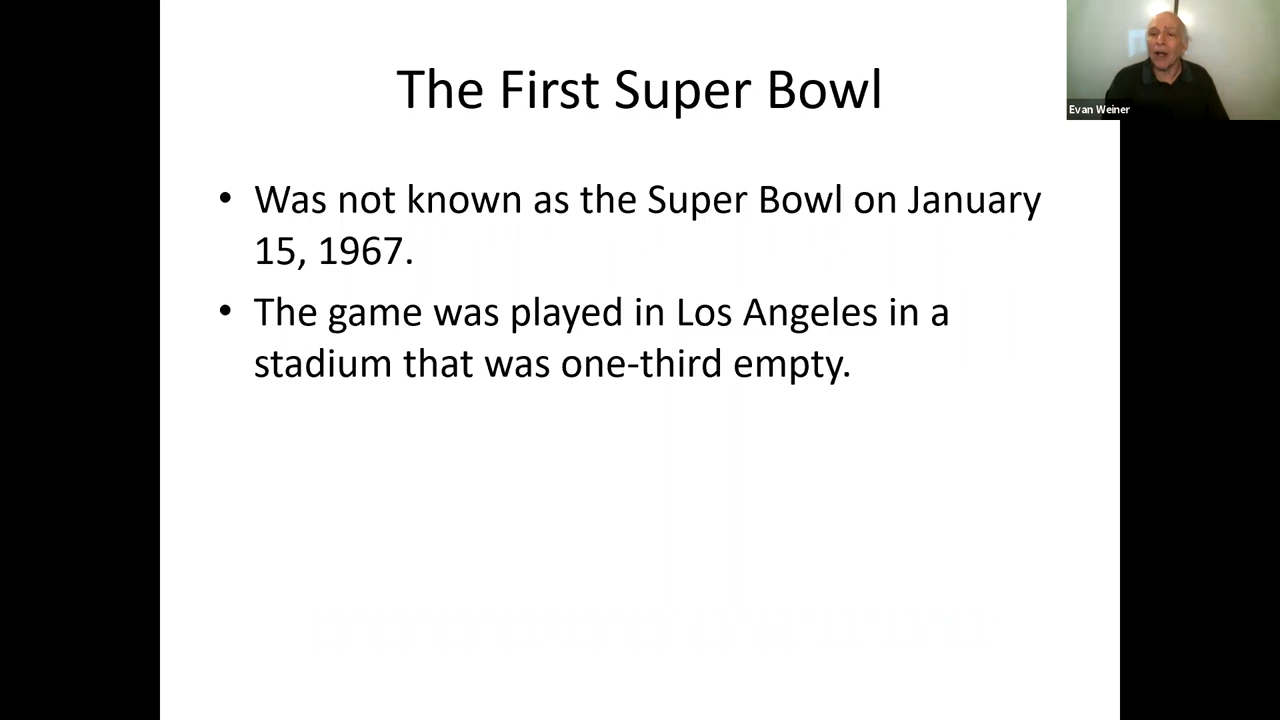 The First Super Bowl
Evan Weiner
• Was not known as the Super Bowl on January
15, 1967.
• The game was played in Los Angeles in a
stadium that was one-third empty.